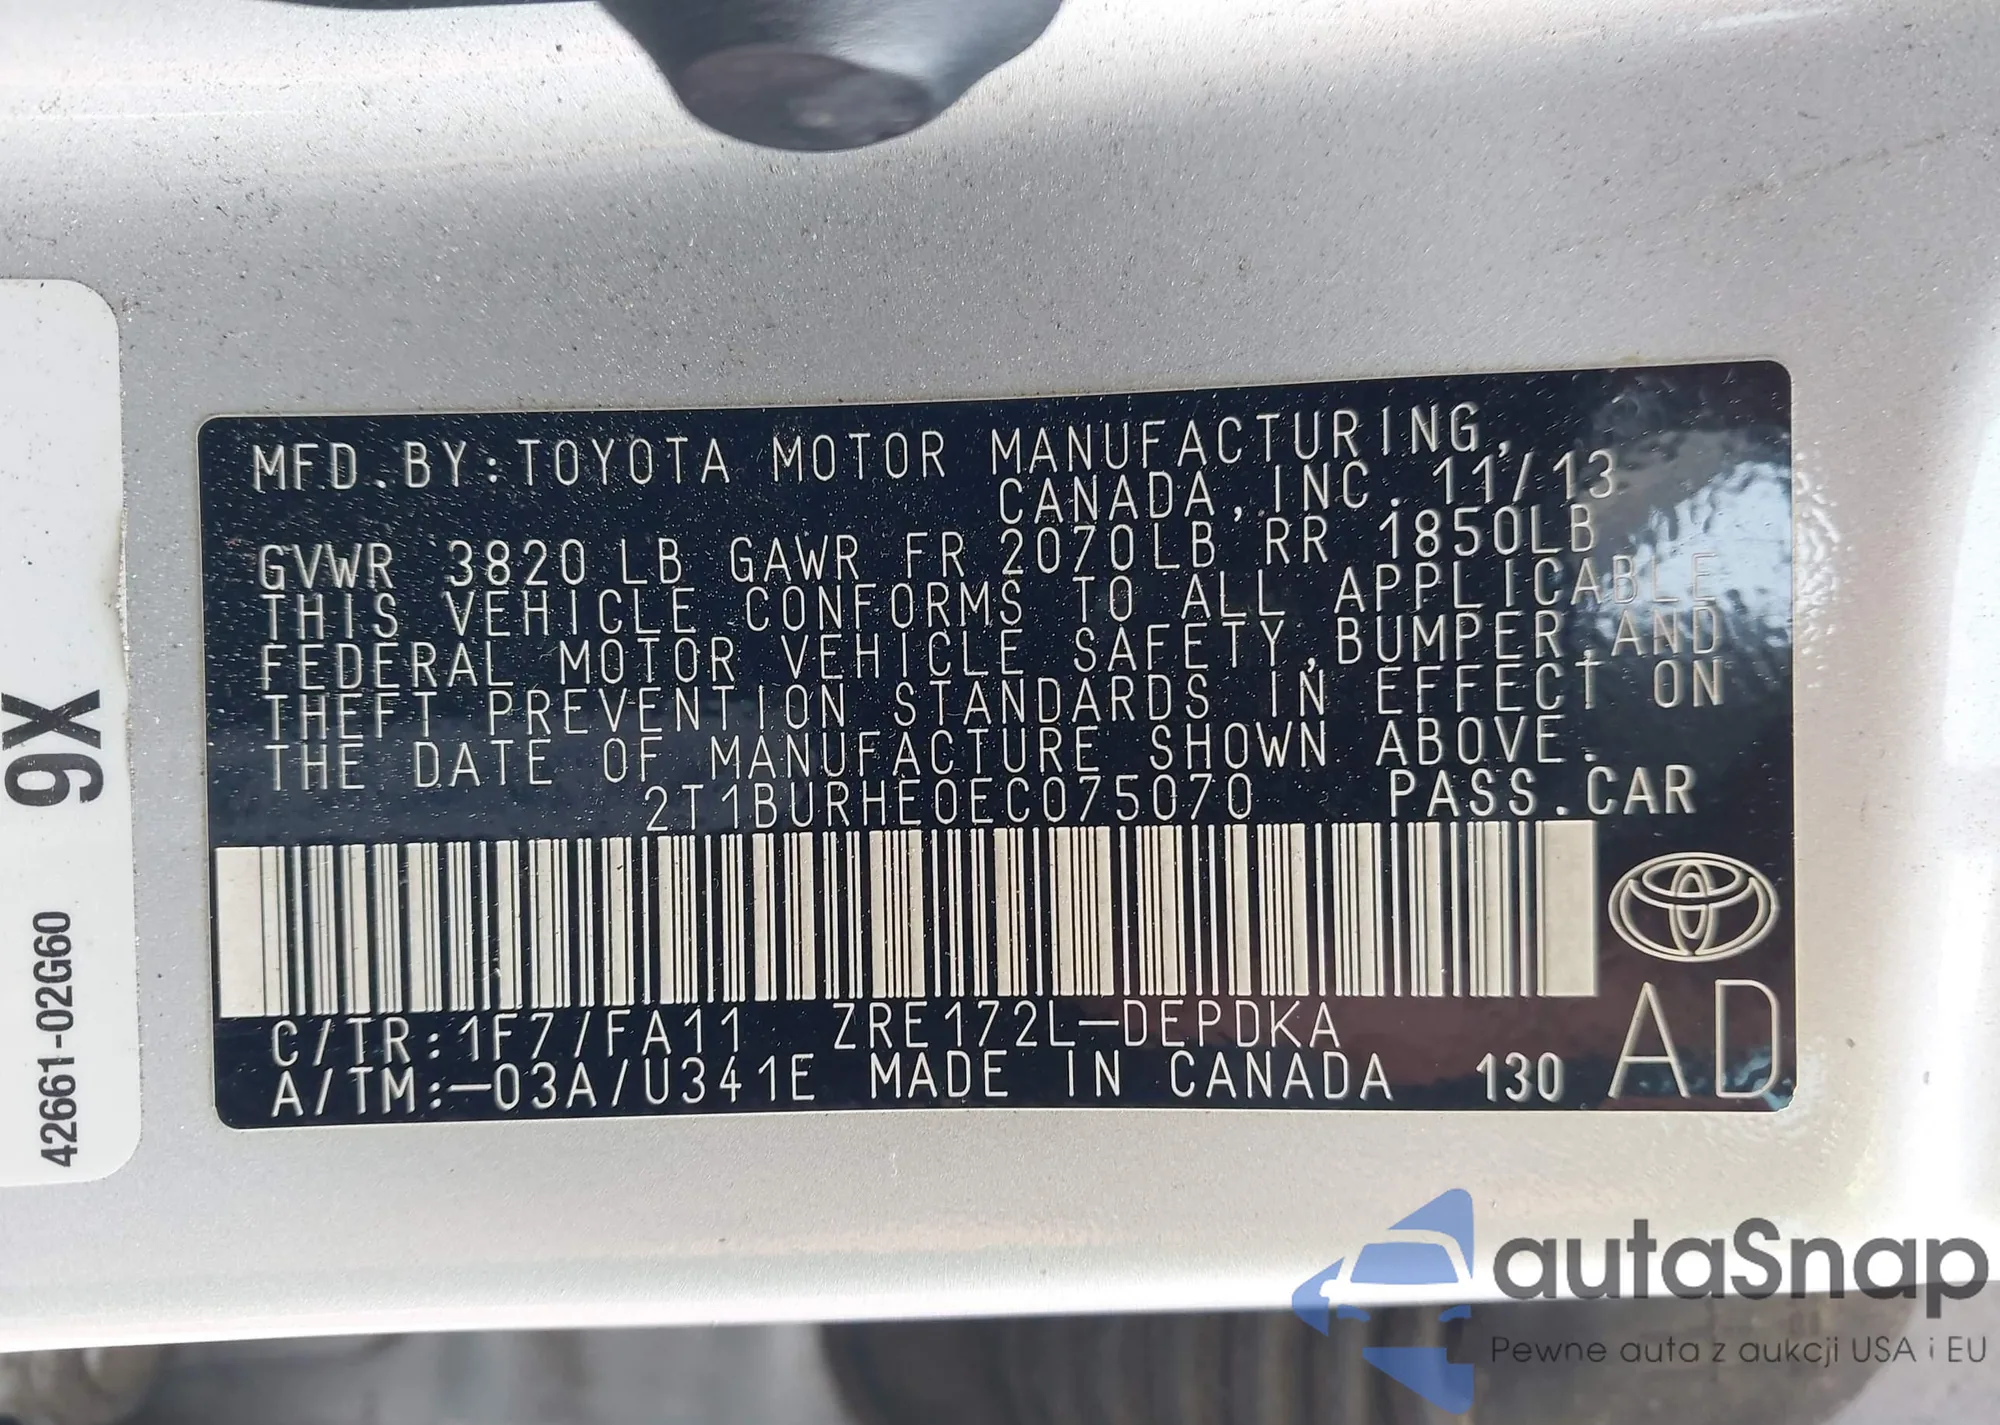 MFD.BY:TOYOTA MOTOR MANUFACTURING,
CANADA,INC. 11/13
GVWR 3820 LB GAWR FR 2070LB RR 1850LB
THIS VEHICLE CONFORMS TO ALL APPLICABLE
FEDERAL MOTOR VEHICLE SAFETY,BUMPER,AND
THEFT PREVENTION STANDARDS IN EFFECT ON
THE DATE OF MANUFACTURE SHOWN ABOVE.
2T1BURHE0EC075070 PASS.CAR
C/TR:1F7/FA11 ZRE172L-DEPDKA
A/TM:-03A/U341E MADE IN CANADA 130
AD
9X
42661-02G60
autaSnap
Pewne auta z aukcji USA i EU